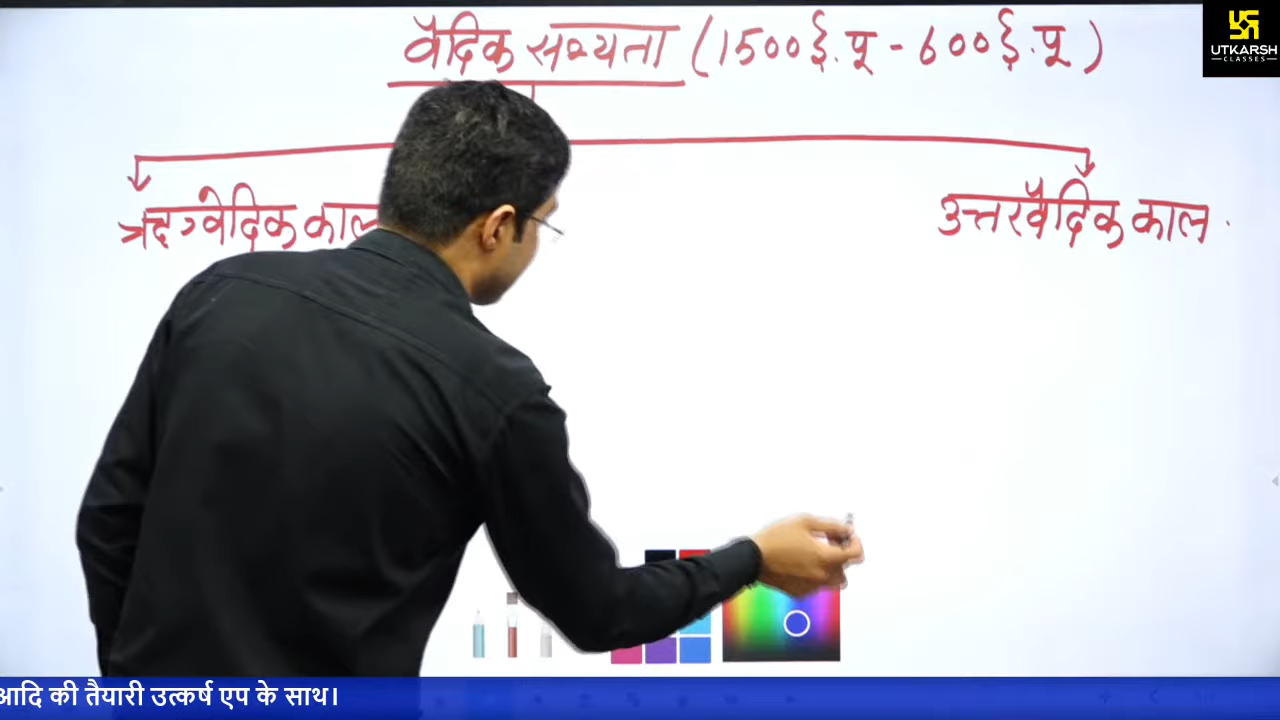 वैदिक सभ्यता (1500 ई. पू - 600 ई. पू)
ऋग्वेदिक काल
उत्तरवैदिक काल
UTKARSH
CLASSES
आदि की तैयारी उत्कर्ष एप के साथ।